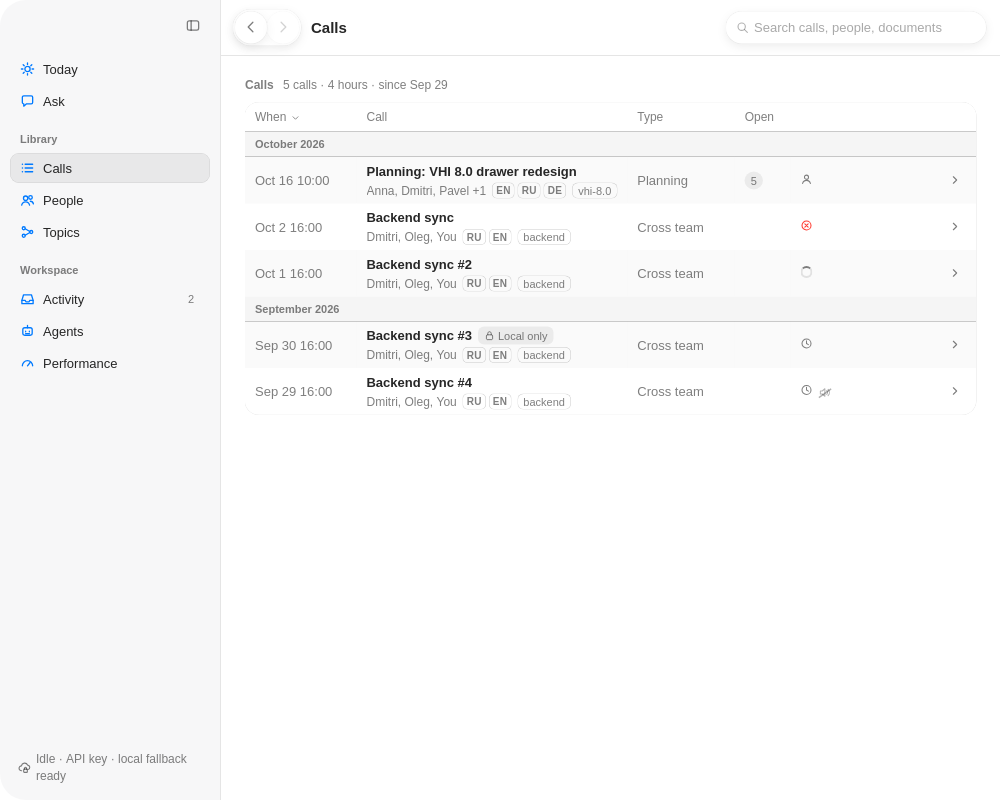 Calls
Search calls, people, documents
Today
Ask
Library
Calls
People
Topics
Workspace
Activity 2
Agents
Performance
Idle · API key · local fallback
ready
Calls 5 calls · 4 hours · since Sep 29
When Call Type Open
October 2026
Oct 16 10:00 Planning: VHI 8.0 drawer redesign Planning 5
Anna, Dmitri, Pavel +1 EN RU DE vhi-8.0
Oct 2 16:00 Backend sync Cross team
Dmitri, Oleg, You RU EN backend
Oct 1 16:00 Backend sync #2 Cross team
Dmitri, Oleg, You RU EN backend
September 2026
Sep 30 16:00 Backend sync #3 Local only Cross team
Dmitri, Oleg, You RU EN backend
Sep 29 16:00 Backend sync #4 Cross team
Dmitri, Oleg, You RU EN backend